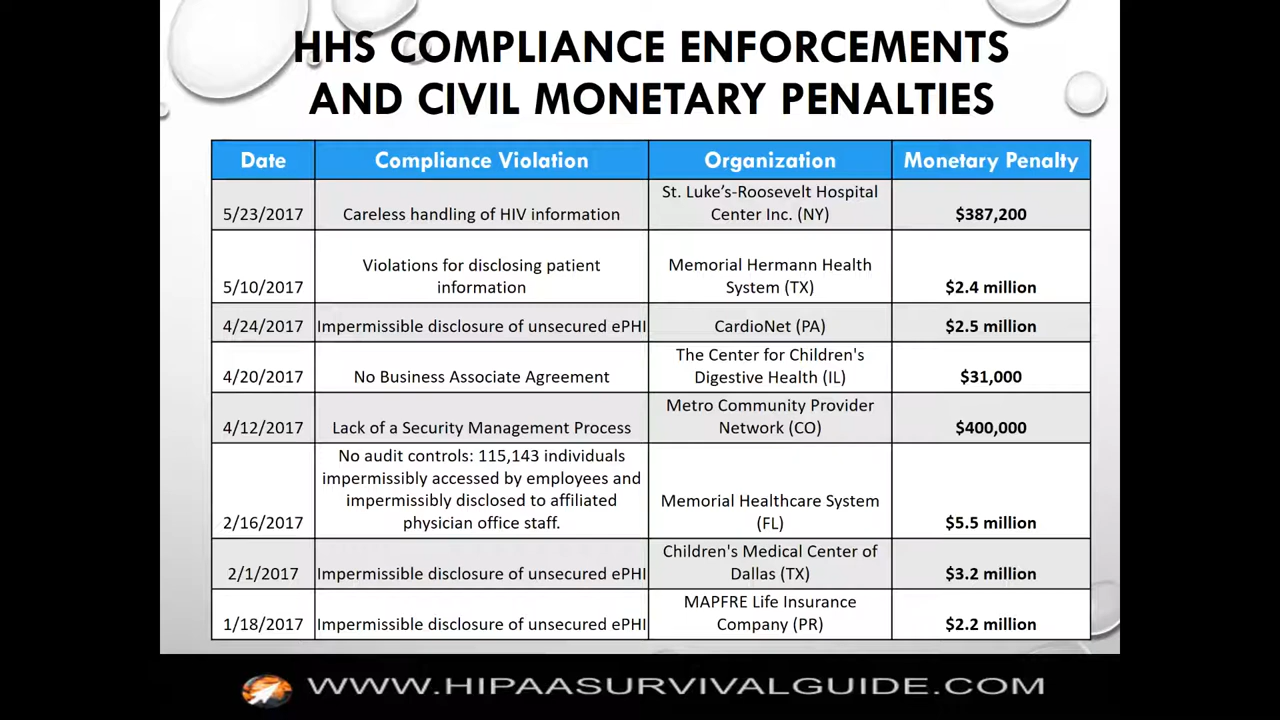 HHS COMPLIANCE ENFORCEMENTS
AND CIVIL MONETARY PENALTIES
Date Compliance Violation Organization Monetary Penalty
St. Luke’s-Roosevelt Hospital
5/23/2017 Careless handling of HIV information Center Inc. (NY) $387,200
Violations for disclosing patient Memorial Hermann Health
5/10/2017 information System (TX) $2.4 million
4/24/2017 Impermissible disclosure of unsecured ePHI CardioNet (PA) $2.5 million
The Center for Children's
4/20/2017 No Business Associate Agreement Digestive Health (IL) $31,000
Metro Community Provider
4/12/2017 Lack of a Security Management Process Network (CO) $400,000
No audit controls: 115,143 individuals
impermissibly accessed by employees and
impermissibly disclosed to affiliated Memorial Healthcare System
2/16/2017 physician office staff. (FL) $5.5 million
Children's Medical Center of
2/1/2017 Impermissible disclosure of unsecured ePHI Dallas (TX) $3.2 million
MAPFRE Life Insurance
1/18/2017 Impermissible disclosure of unsecured ePHI Company (PR) $2.2 million
WWW.HIPAASURVIVALGUIDE.COM